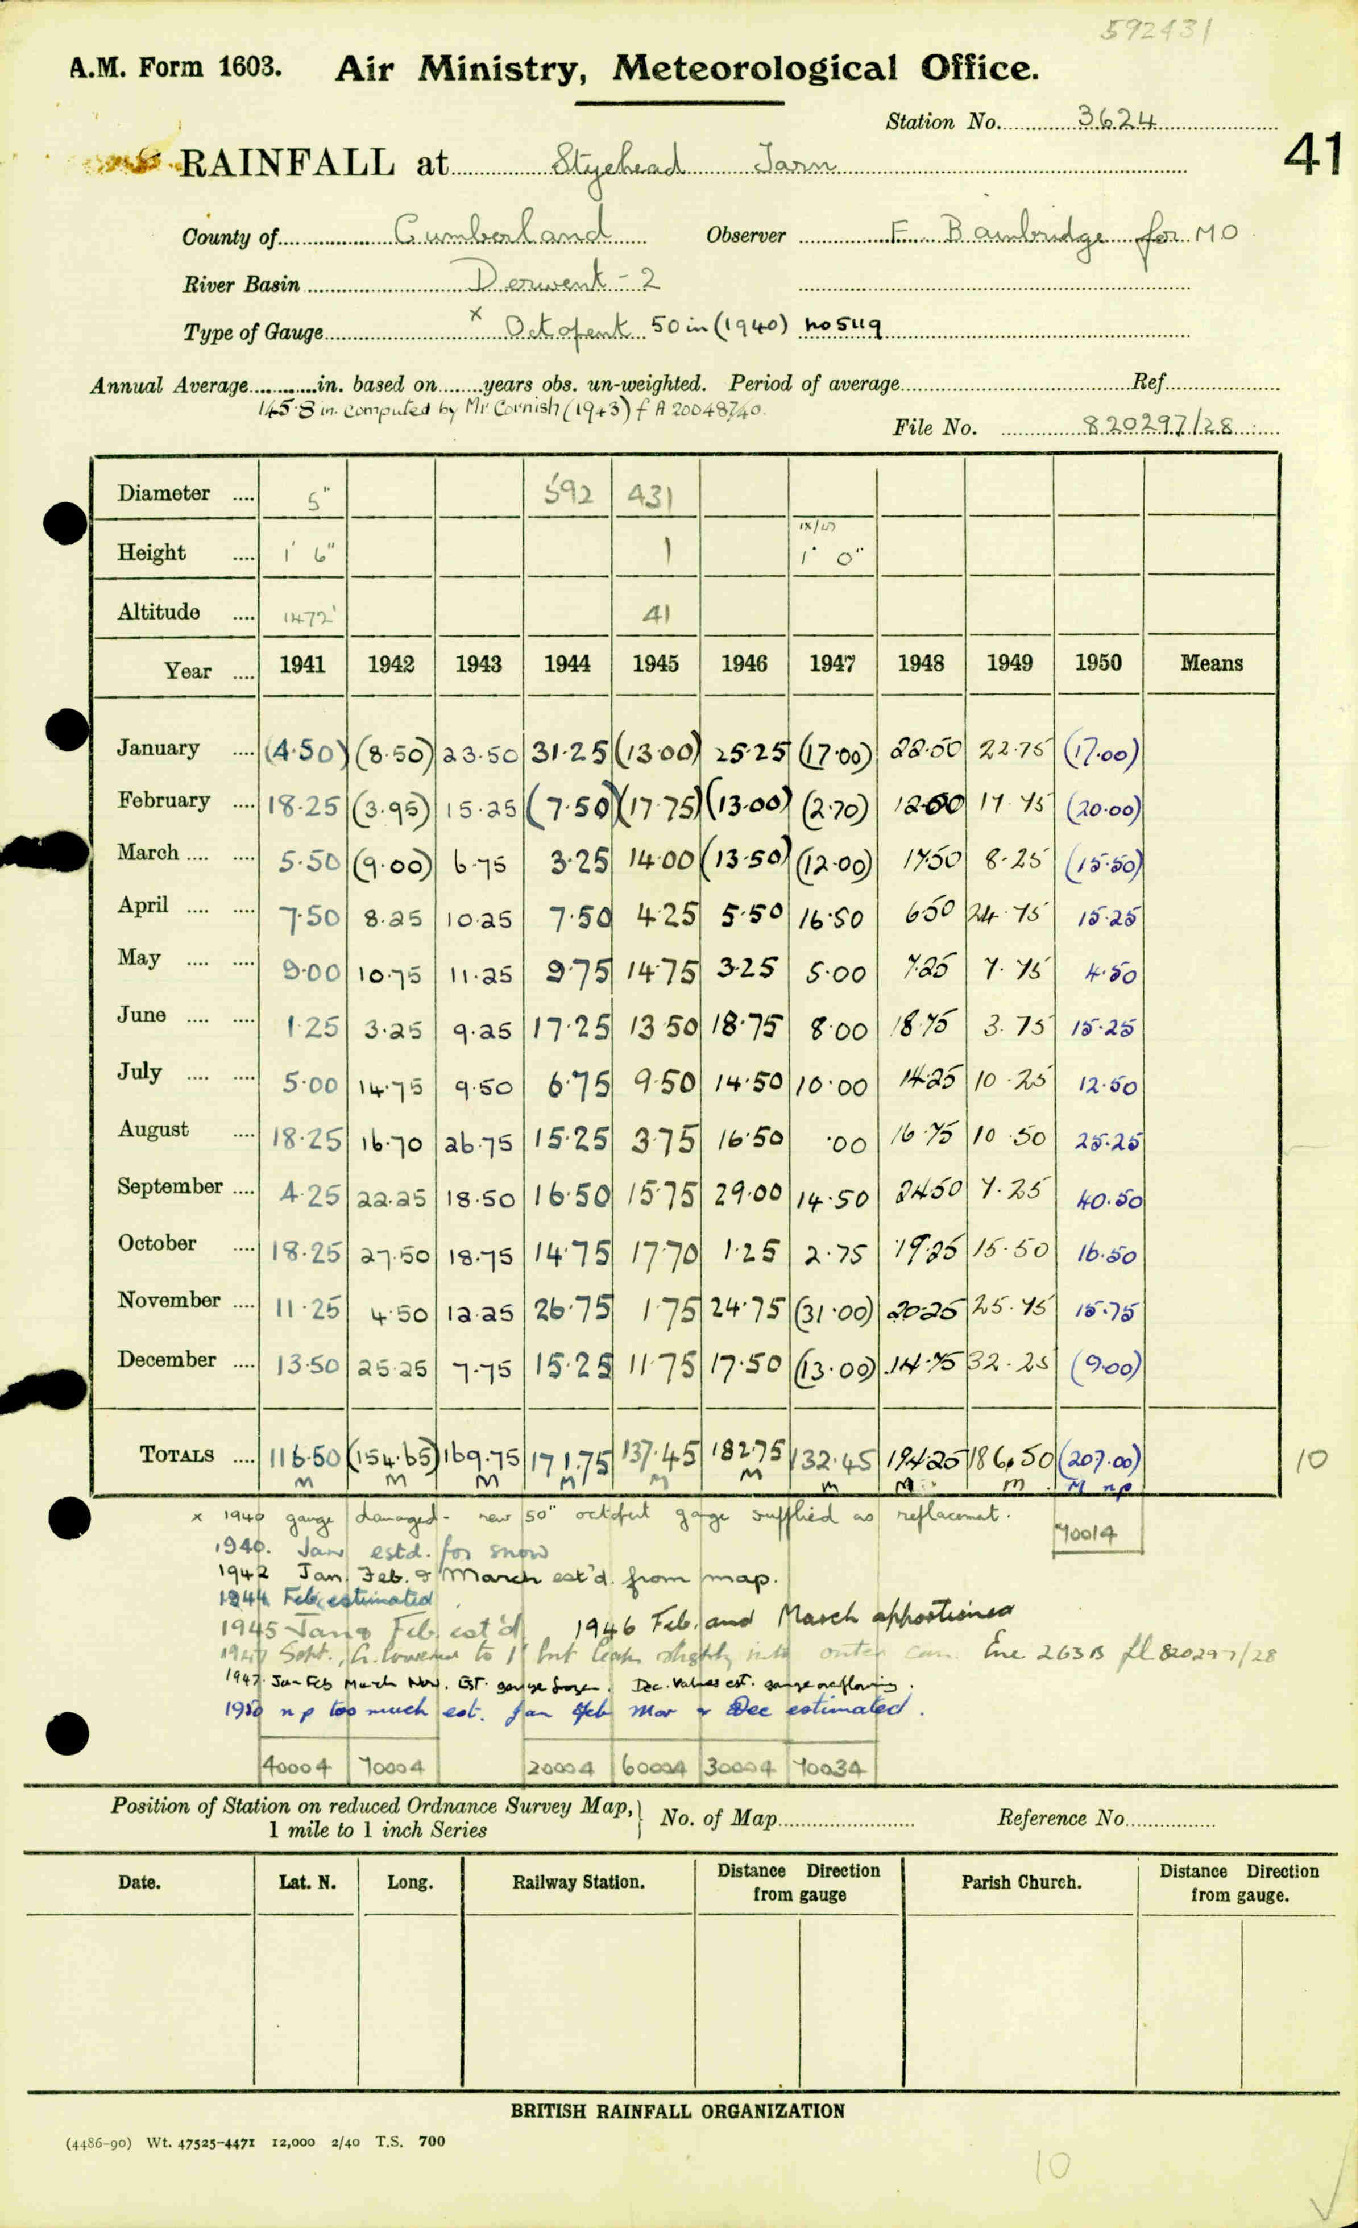 592431
A.M. Form 1603. Air Ministry, Meteorological Office.
Station No. 3624
41
RAINFALL at Styehead Tarn
County of Cumberland Observer F. Bainbridge for MO
River Basin Derwent - 2
Type of Gauge x Octapent 50 in (1940) no 5119
Annual Average in. based on years obs. un-weighted. Period of average Ref
145.8 in. computed by Mr Cornish (1943) f A 20048/40.
File No. 820297/28
Diameter 5" 592 431
1x/47
Height 1' 6" 1 1' 0"
Altitude 1472' 41
Year 1941 1942 1943 1944 1945 1946 1947 1948 1949 1950 Means
January (4.50) (8.50) 23.50 31.25 (13.00) 25.25 (17.00) 22.50 22.75 (17.00)
February 18.25 (3.95) 15.25 (7.50) (17.75) (13.00) (2.70) 12.00 17.75 (20.00)
March 5.50 (9.00) 6.75 3.25 14.00 (13.50) (12.00) 17.50 8.25 (15.50)
April 7.50 8.25 10.25 7.50 4.25 5.50 16.50 6.50 24.75 15.25
May 9.00 10.75 11.25 9.75 14.75 3.25 5.00 7.25 7.75 4.50
June 1.25 3.25 9.25 17.25 13.50 18.75 8.00 18.75 3.75 15.25
July 5.00 14.75 9.50 6.75 9.50 14.50 10.00 14.25 10.25 12.50
August 18.25 16.70 26.75 15.25 3.75 16.50 .00 16.75 10.50 25.25
September 4.25 22.25 18.50 16.50 15.75 29.00 14.50 24.50 7.25 40.50
October 18.25 27.50 18.75 14.75 17.70 1.25 2.75 19.25 15.50 16.50
November 11.25 4.50 12.25 26.75 1.75 24.75 (31.00) 20.25 25.75 15.75
December 13.50 25.25 7.75 15.25 11.75 17.50 (13.00) 14.75 32.25 (9.00)
TOTALS 116.50 (154.65) 169.75 171.75 137.45 182.75 132.45 194.25 186.50 (207.00) 10
M M M M M M M M M M np
x 1940 gauge damaged - new 50" octapent gauge supplied as replacement.
70014
1940. Jan estd. for snow
1942 Jan. Feb. & March est'd from map.
1944 Feb. estimated
1945 Jan & Feb. est'd 1946 Feb. and March apportioned
1947 Sept. G. lowered to 1' but leaks slightly into outer can. Enc 263B fl 820297/28
1947. Jan Feb March Nov. Est. gauge frozen. Dec. Values est. gauge overflowing.
1950 n p too much est. Jan Feb Mar & Dec estimated.
40004 70004 20004 60004 30004 70034
Position of Station on reduced Ordnance Survey Map, 1 mile to 1 inch Series } No. of Map Reference No.
Date. Lat. N. Long. Railway Station. Distance Direction from gauge Parish Church. Distance Direction from gauge.
BRITISH RAINFALL ORGANIZATION
(4486-90) Wt. 47525-4471 12,000 2/40 T.S. 700
10